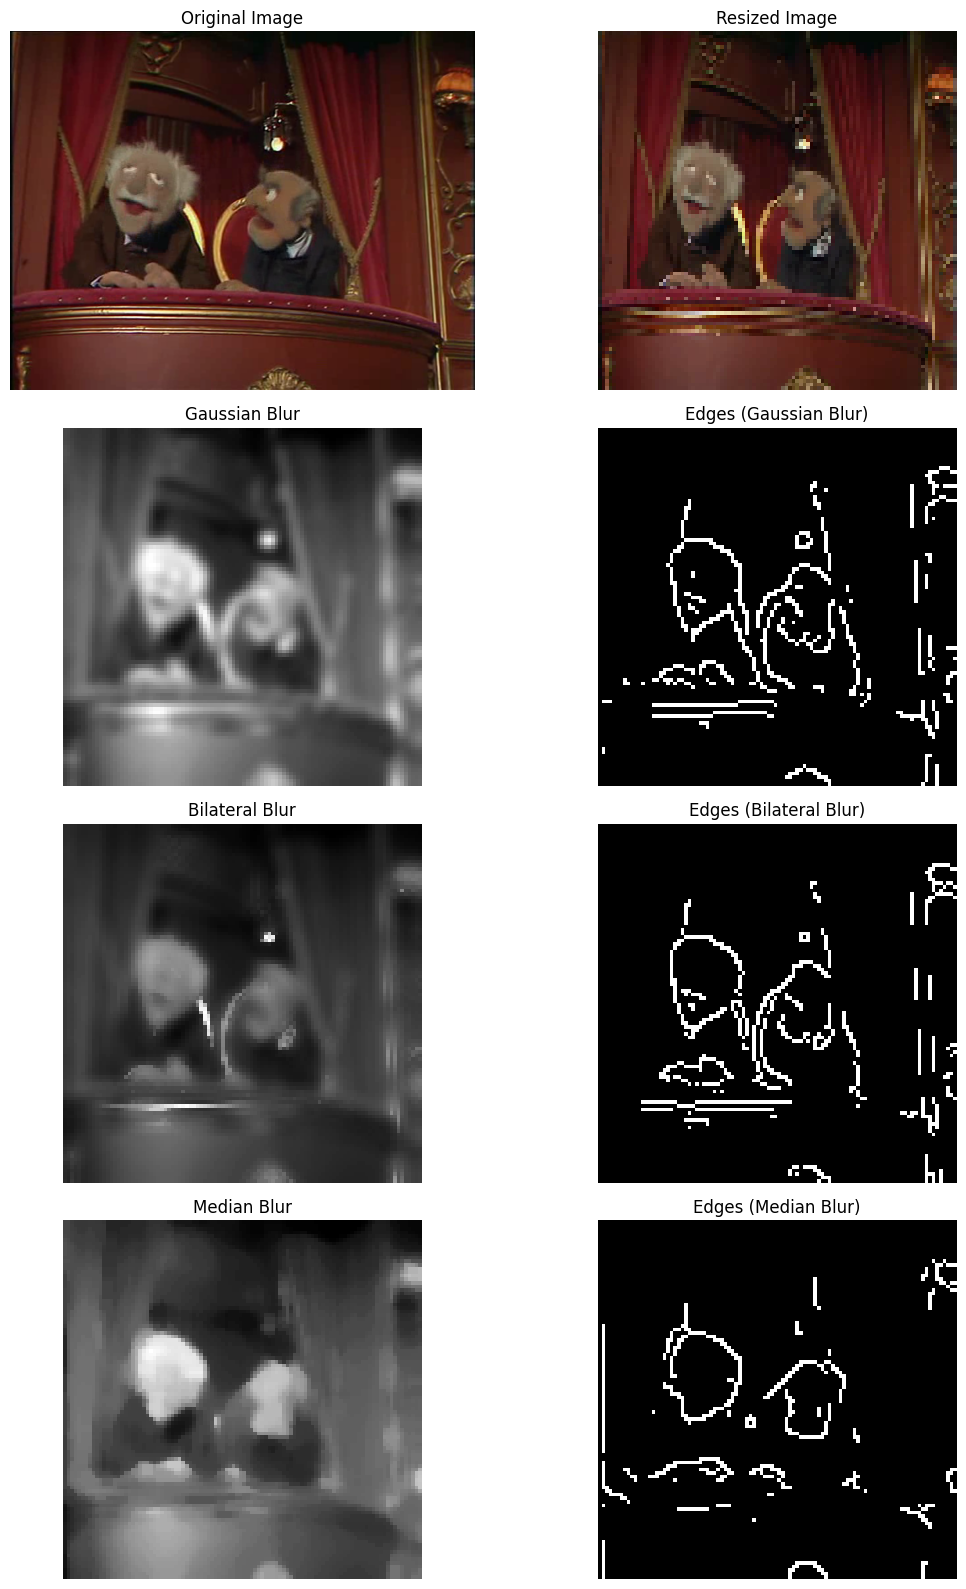 Original Image
Resized Image
Gaussian Blur
Edges (Gaussian Blur)
Bilateral Blur
Edges (Bilateral Blur)
Median Blur
Edges (Median Blur)